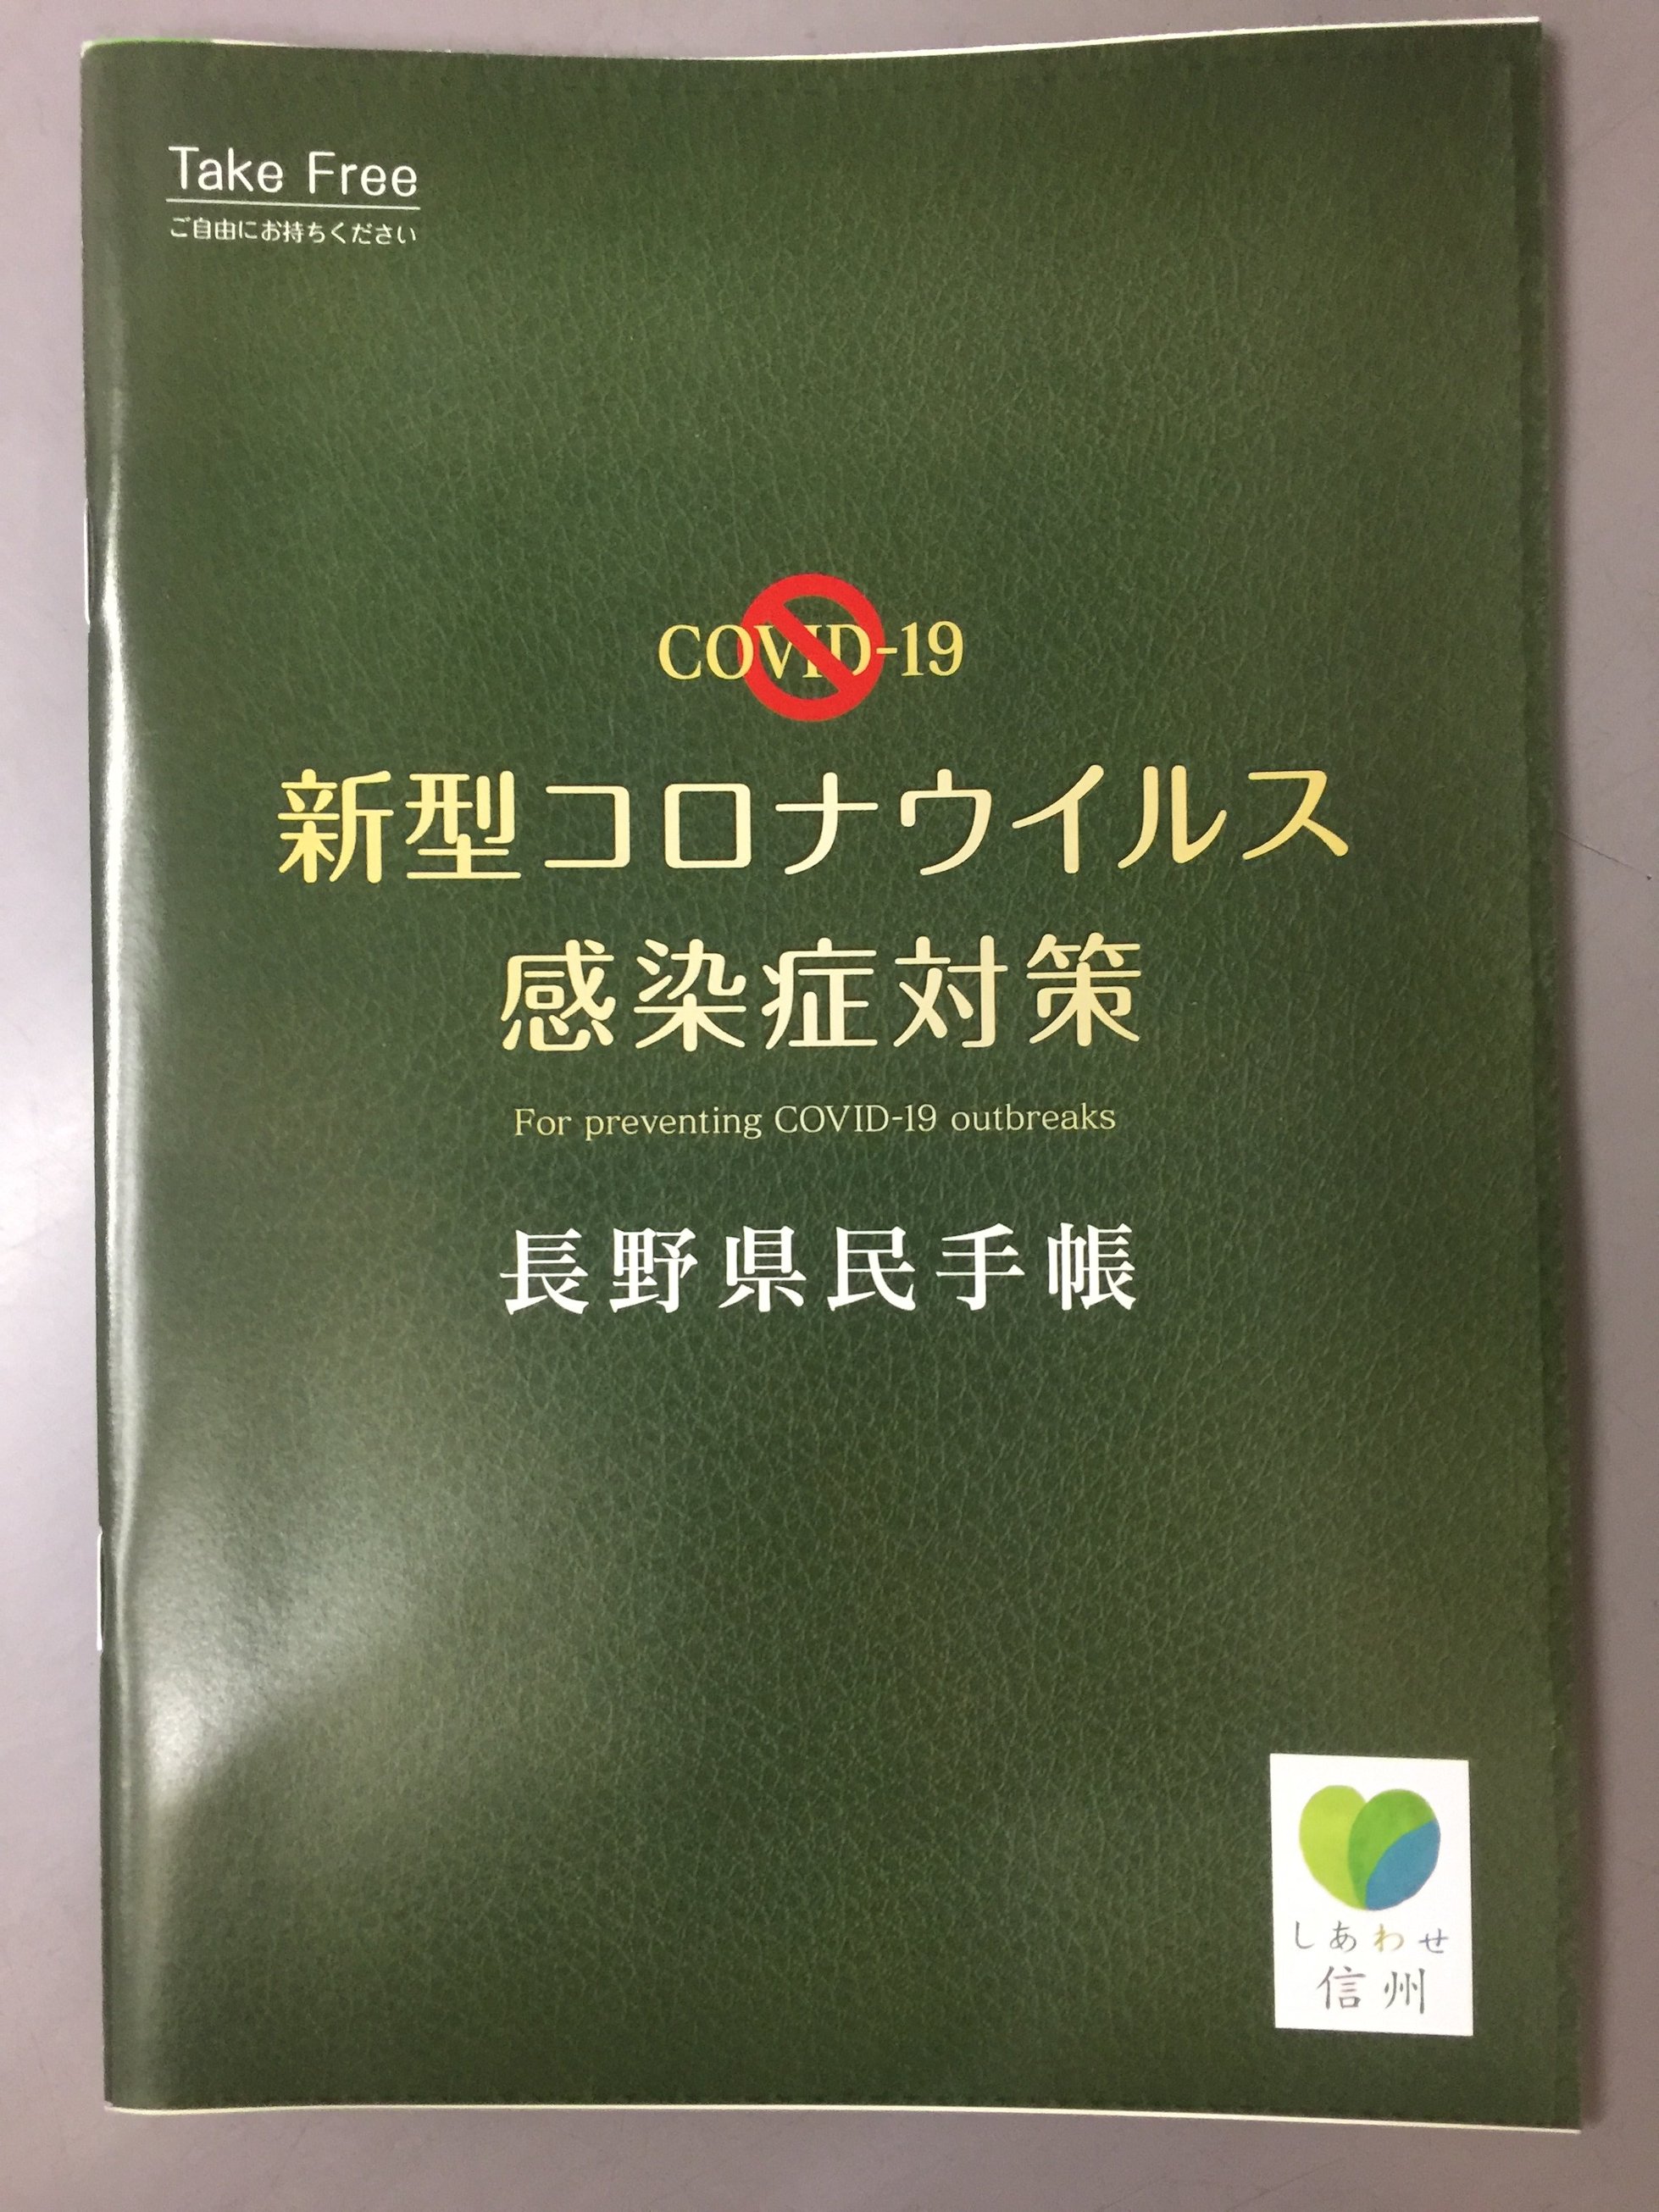 Take Free
ご自由にお持ちください
COVID-19
新型コロナウイルス
感染症対策
For preventing COVID-19 outbreaks
長野県民手帳
しあわせ
信州